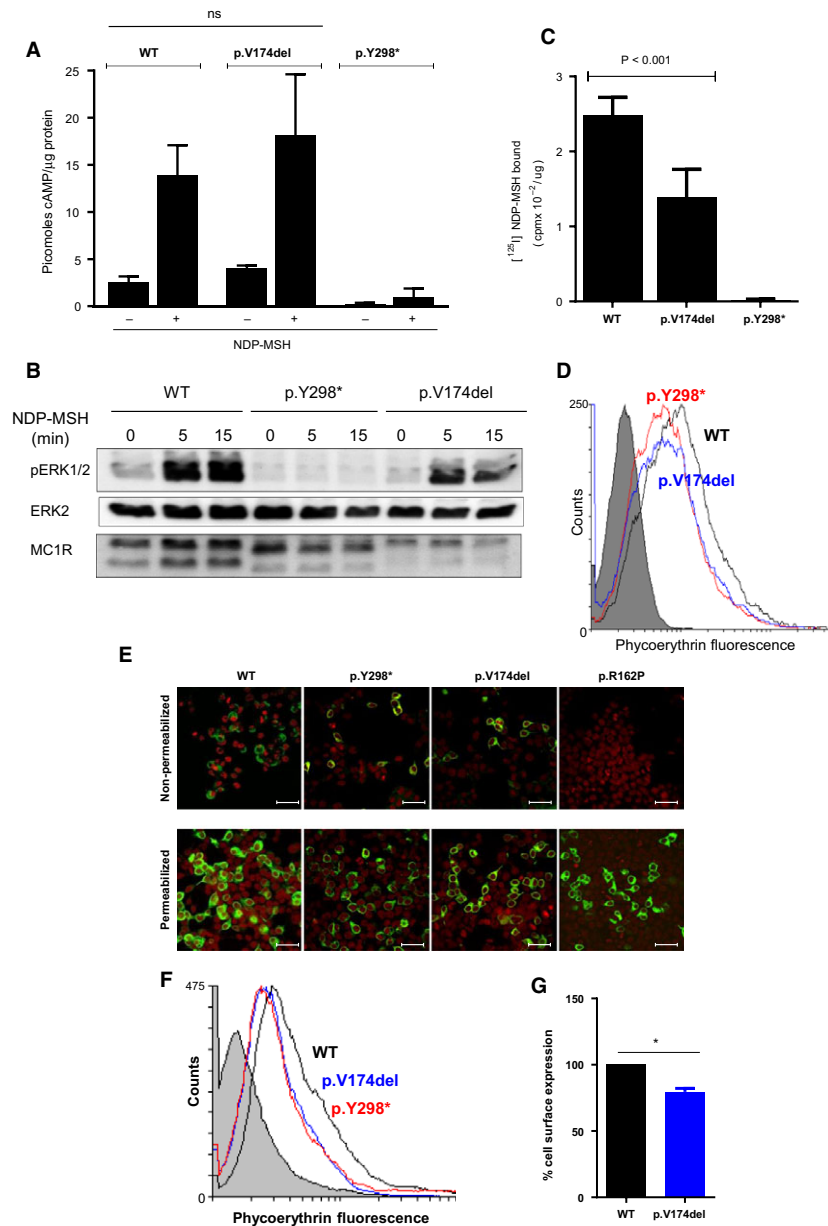 A
ns
WT p.V174del p.Y298*
Picomoles cAMP/µg protein
25
20
15
10
5
0
– + – + – +
NDP-MSH
C
P < 0.001
[125I] NDP-MSH bound
(cpmx 10-2/ug)
3
2
1
0
WT p.V174del p.Y298*
B
WT p.Y298* p.V174del
NDP-MSH
(min)
0 5 15 0 5 15 0 5 15
pERK1/2
ERK2
MC1R
D
p.Y298*
WT
p.V174del
250
Counts
0
Phycoerythrin fluorescence
E
WT p.Y298* p.V174del p.R162P
Non-permeabilized
Permeabilized
F
475
WT
p.V174del
p.Y298*
Counts
0
Phycoerythrin fluorescence
G
% cell surface expression
150
100
50
0
*
WT p.V174del